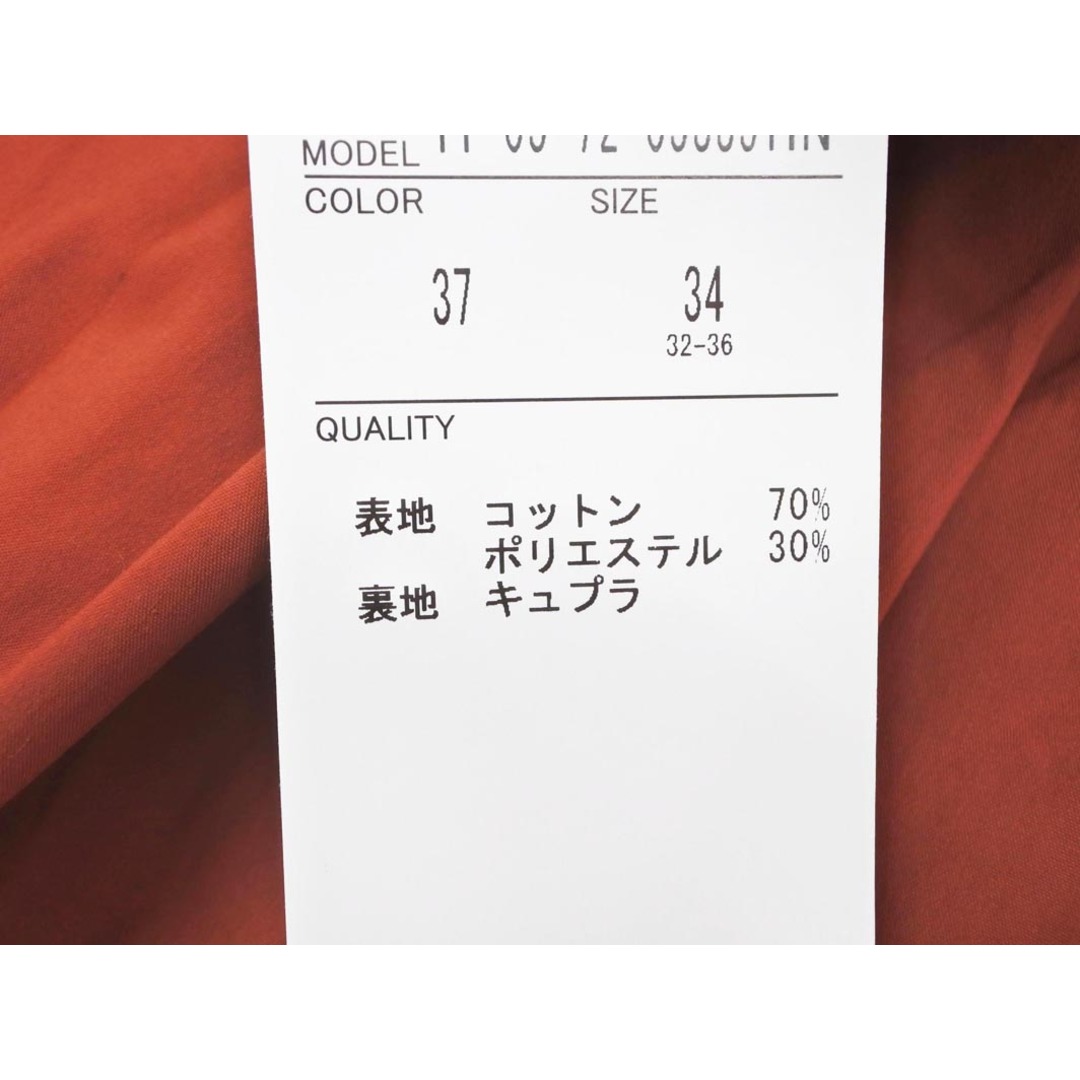 MODEL
COLOR SIZE
37 34
32-36
QUALITY
表地 コットン 70%
ポリエステル 30%
裏地 キュプラ